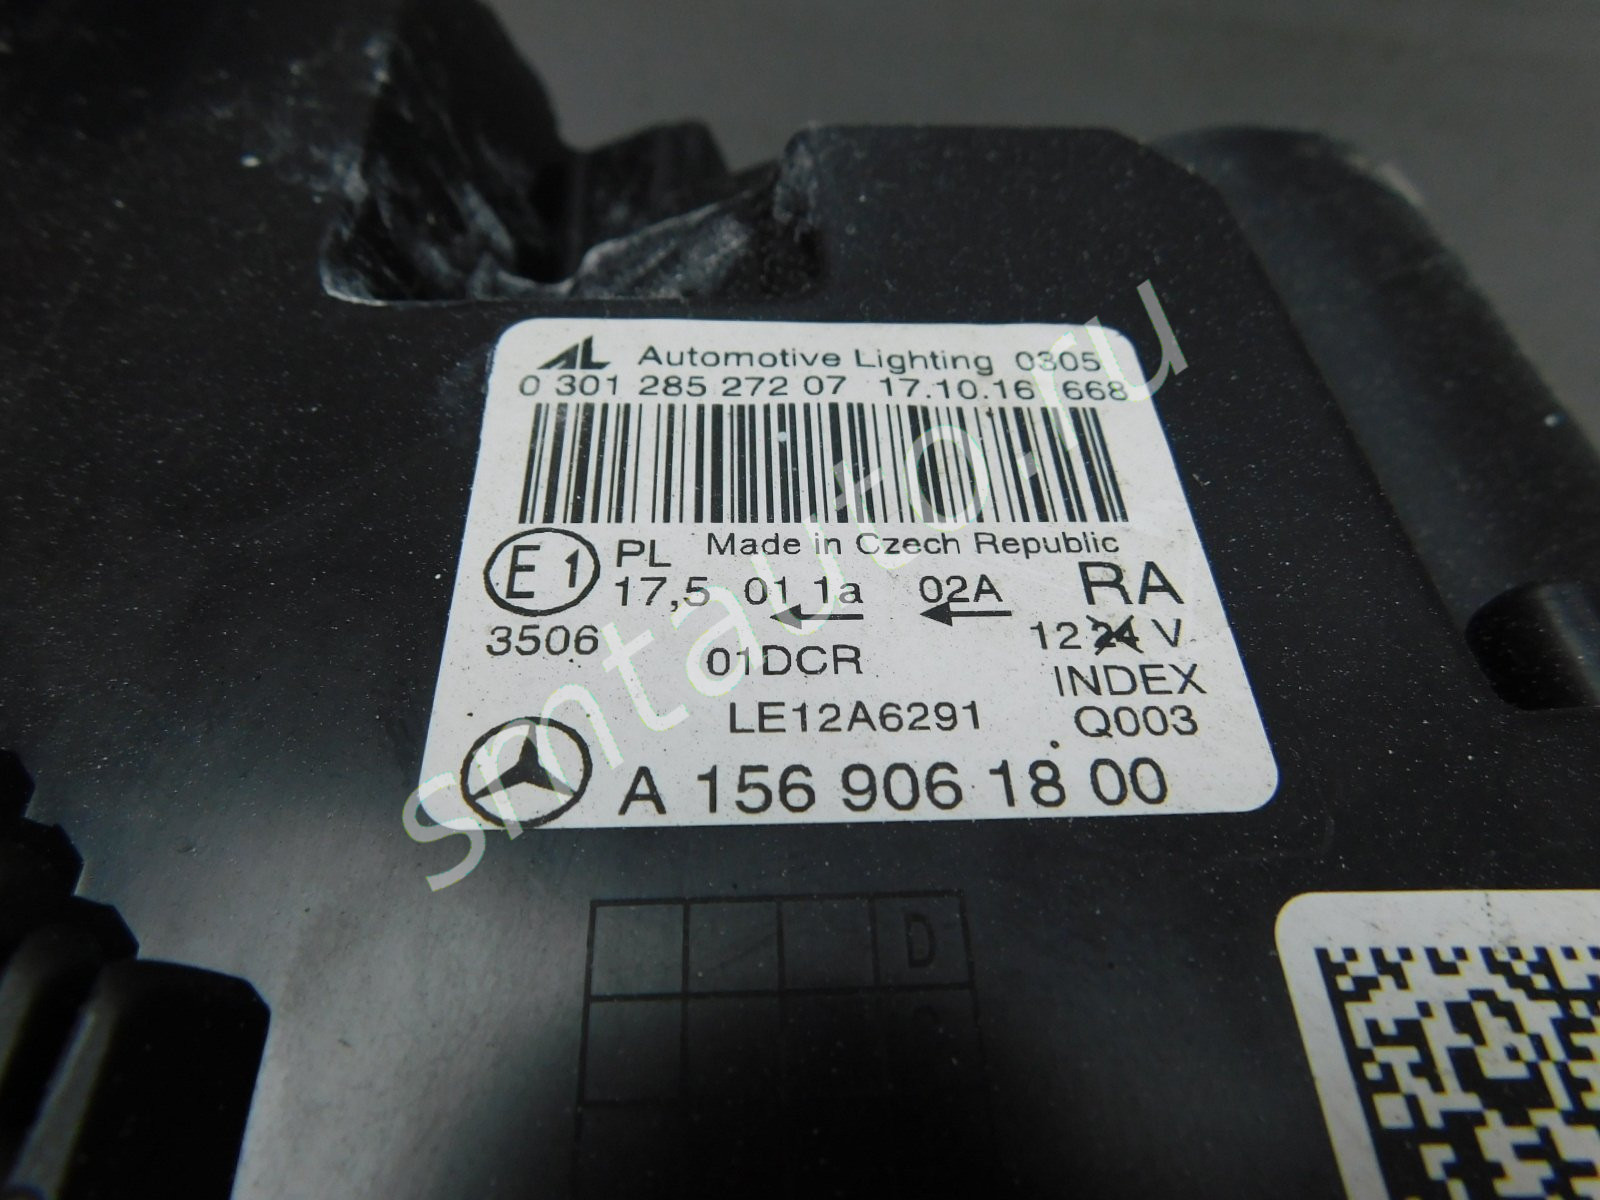 AL Automotive Lighting 0305
0 301 285 272 07 17.10.16 668
E1 PL Made in Czech Republic
17,5 01 1a 02A RA
3506 12 24 V
01DCR INDEX
LE12A6291 Q003
A 156 906 18 00
smtauto.ru
D